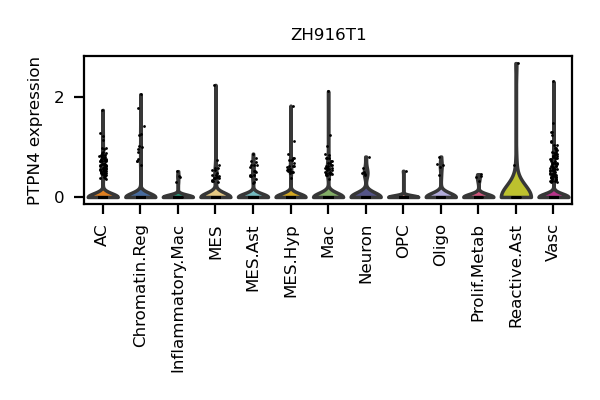 ZH916T1
PTPN4 expression
2
0
AC
Chromatin.Reg
Inflammatory.Mac
MES
MES.Ast
MES.Hyp
Mac
Neuron
OPC
Oligo
Prolif.Metab
Reactive.Ast
Vasc